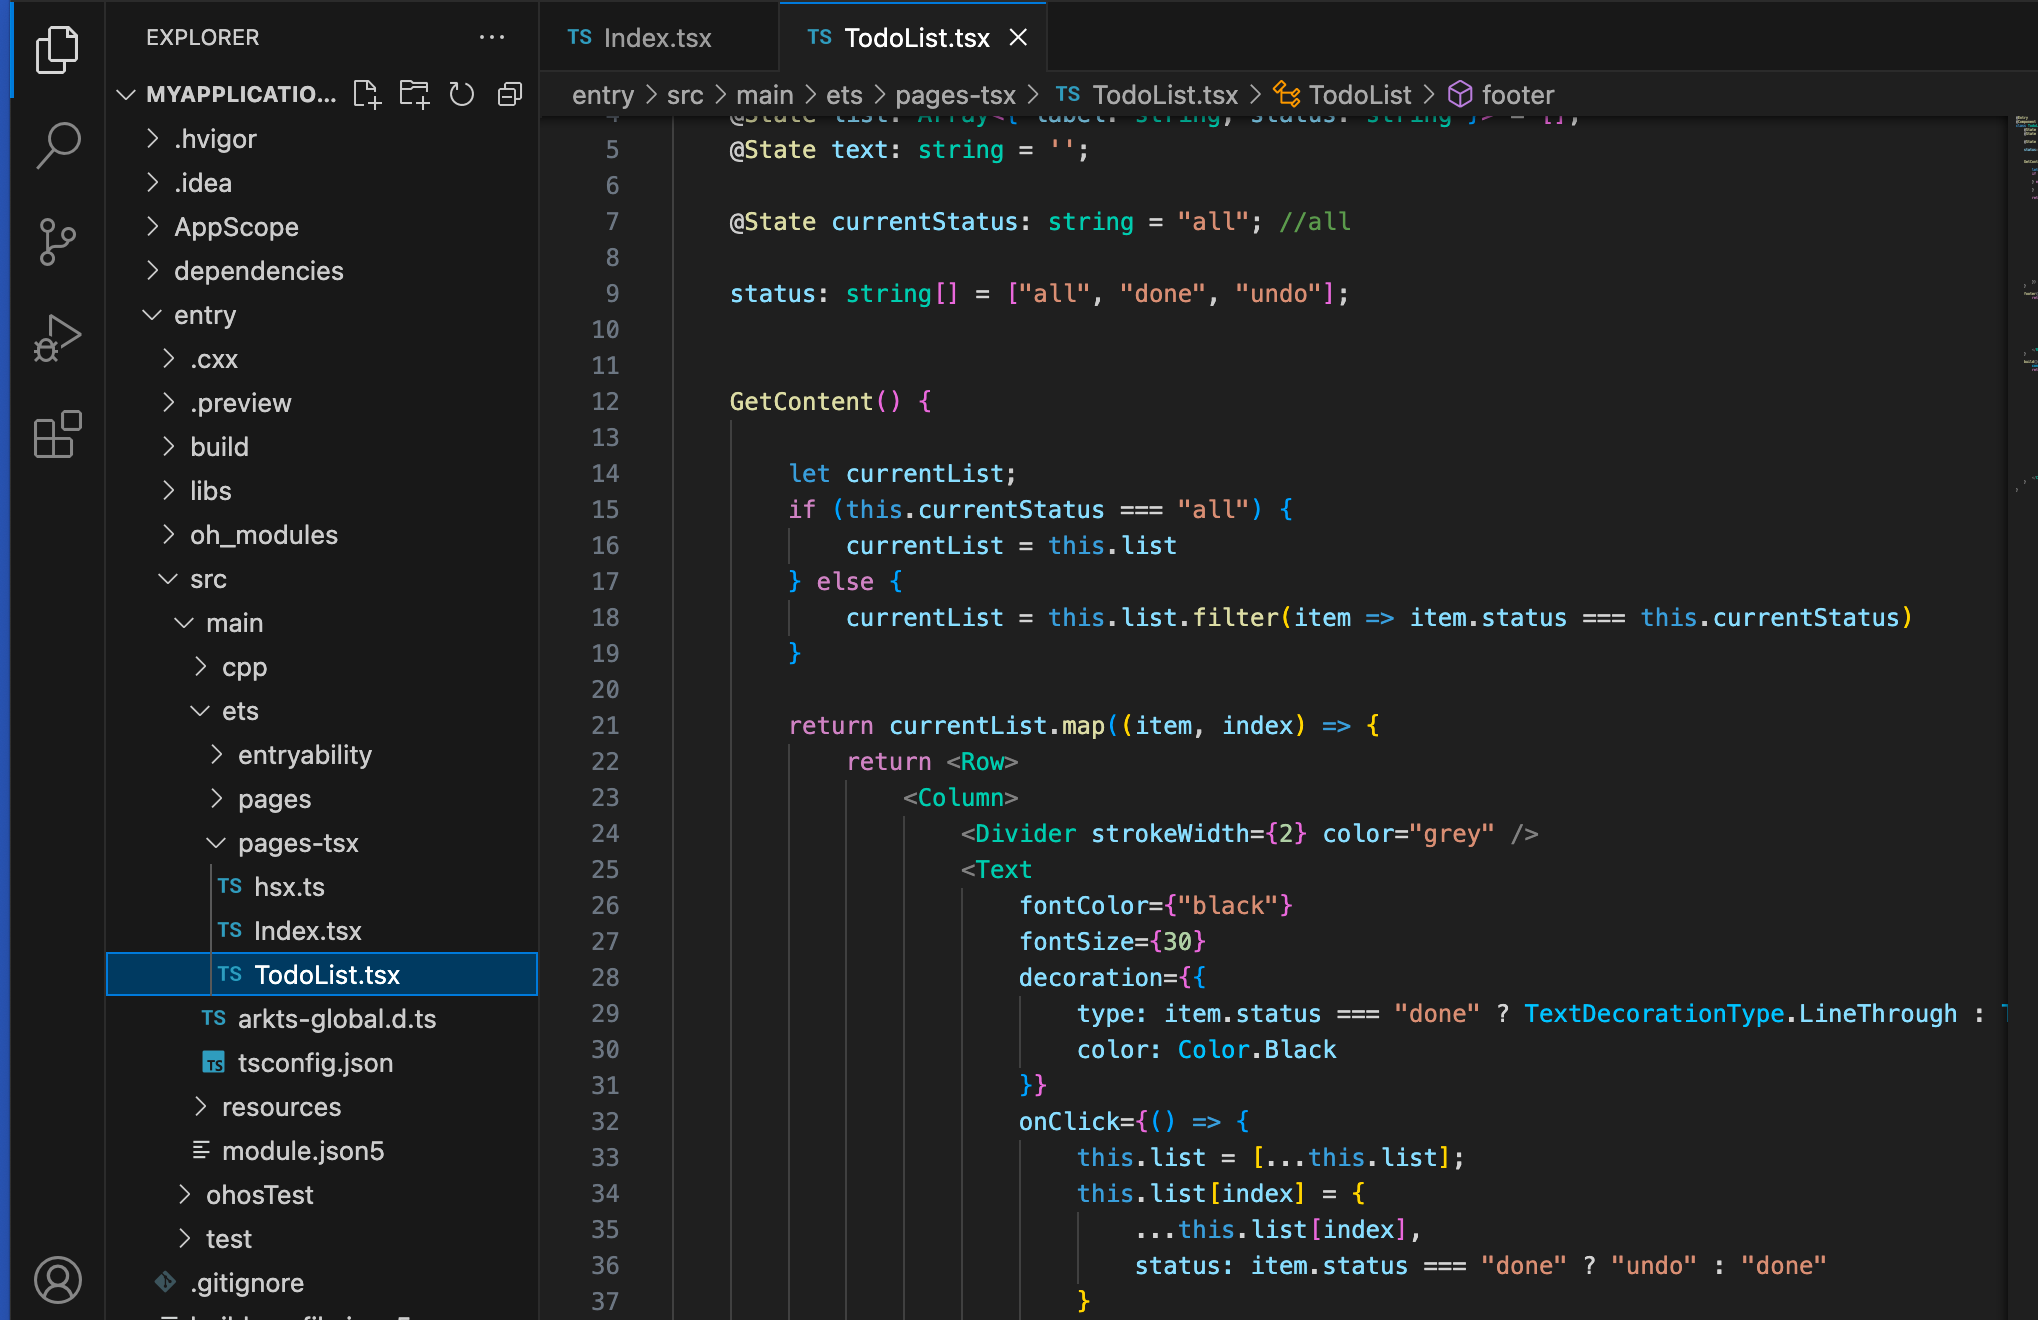 EXPLORER
MYAPPLICATIO...
.hvigor
.idea
AppScope
dependencies
entry
.cxx
.preview
build
libs
oh_modules
src
main
cpp
ets
entryability
pages
pages-tsx
TS hsx.ts
TS Index.tsx
TS TodoList.tsx
TS arkts-global.d.ts
TS tsconfig.json
resources
module.json5
ohosTest
test
.gitignore
TS Index.tsx
TS TodoList.tsx
entry > src > main > ets > pages-tsx > TS TodoList.tsx > TodoList > footer
4 @State list: Array<{ label: string, status: string }> = [];
5 @State text: string = '';
6
7 @State currentStatus: string = "all"; //all
8
9 status: string[] = ["all", "done", "undo"];
10
11
12 GetContent() {
13
14 let currentList;
15 if (this.currentStatus === "all") {
16 currentList = this.list
17 } else {
18 currentList = this.list.filter(item => item.status === this.currentStatus)
19 }
20
21 return currentList.map((item, index) => {
22 return <Row>
23 <Column>
24 <Divider strokeWidth={2} color="grey" />
25 <Text
26 fontColor={"black"}
27 fontSize={30}
28 decoration={{
29 type: item.status === "done" ? TextDecorationType.LineThrough :
30 color: Color.Black
31 }}
32 onClick={() => {
33 this.list = [...this.list];
34 this.list[index] = {
35 ...this.list[index],
36 status: item.status === "done" ? "undo" : "done"
37 }